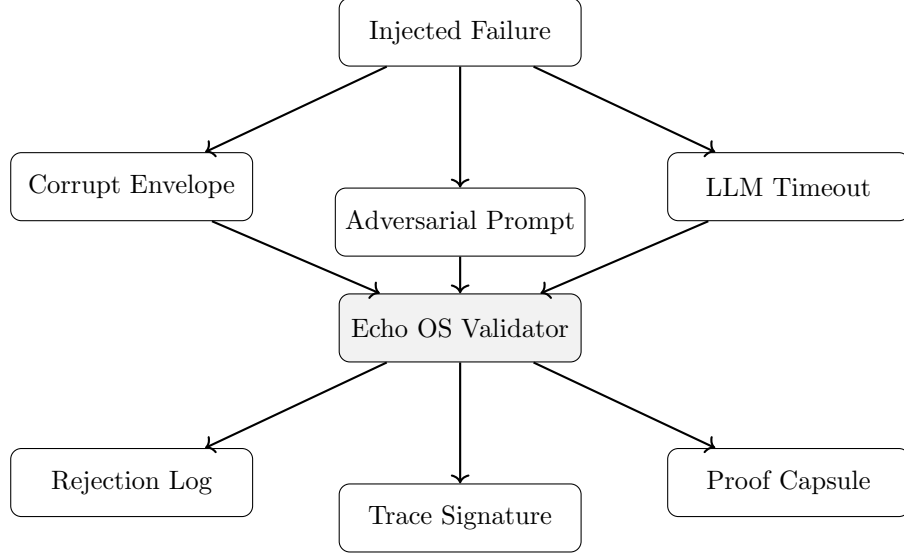 Injected Failure
Corrupt Envelope
LLM Timeout
Adversarial Prompt
Echo OS Validator
Rejection Log
Proof Capsule
Trace Signature